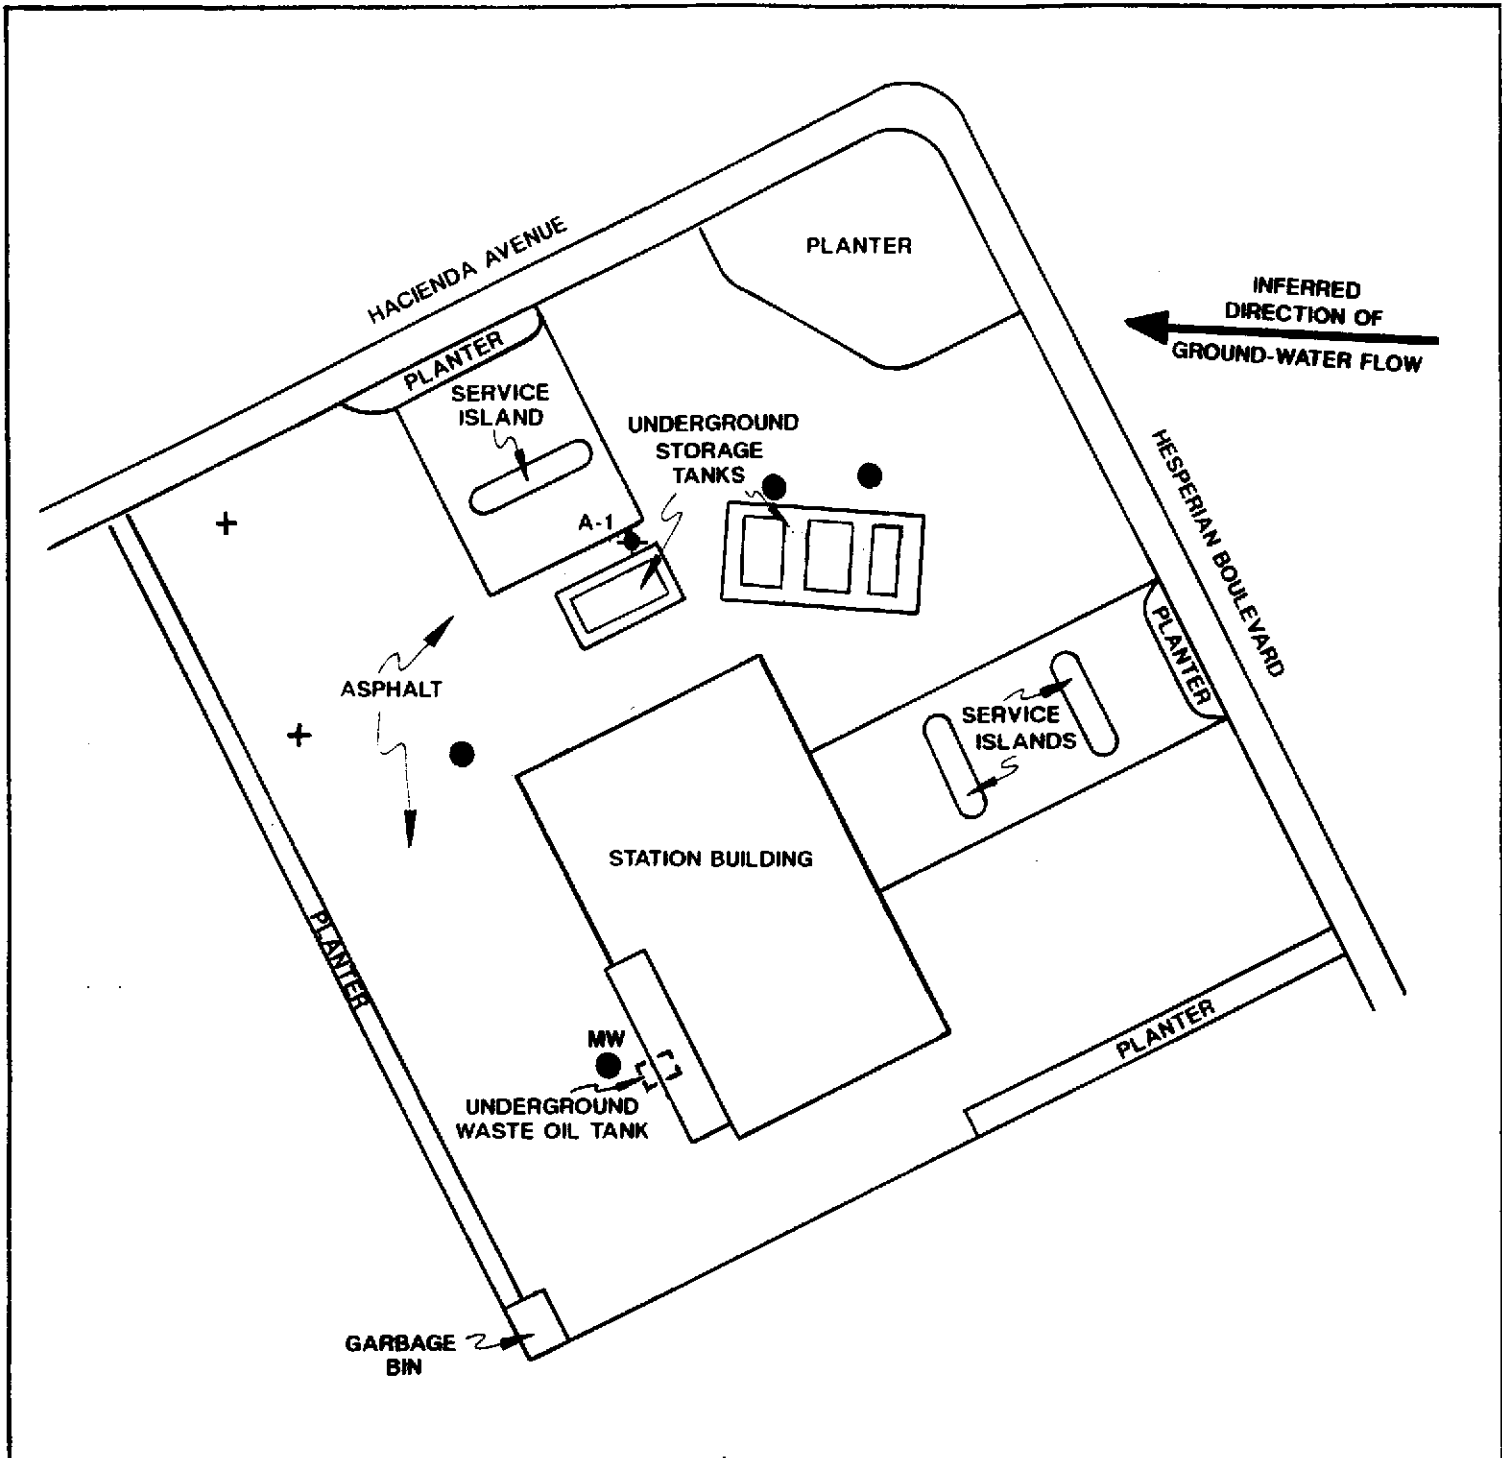 HACIENDA AVENUE
PLANTER
INFERRED
DIRECTION OF
GROUND-WATER FLOW
PLANTER
SERVICE
ISLAND
UNDERGROUND
STORAGE
TANKS
A-1
HESPERIAN BOULEVARD
PLANTER
ASPHALT
SERVICE
ISLANDS
STATION BUILDING
PLANTER
MW
UNDERGROUND
WASTE OIL TANK
PLANTER
GARBAGE
BIN